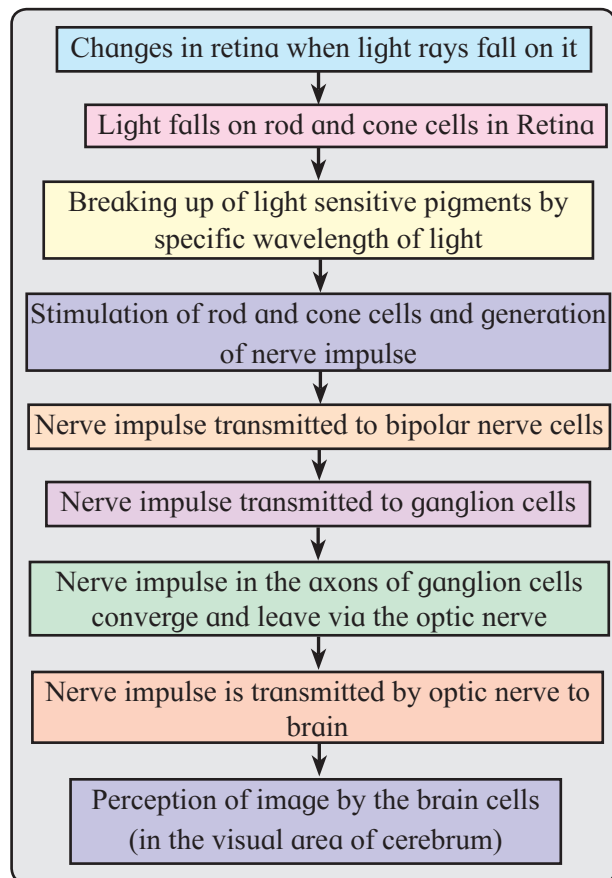 Changes in retina when light rays fall on it
Light falls on rod and cone cells in Retina
Breaking up of light sensitive pigments by
specific wavelength of light
Stimulation of rod and cone cells and generation
of nerve impulse
Nerve impulse transmitted to bipolar nerve cells
Nerve impulse transmitted to ganglion cells
Nerve impulse in the axons of ganglion cells
converge and leave via the optic nerve
Nerve impulse is transmitted by optic nerve to
brain
Perception of image by the brain cells
(in the visual area of cerebrum)